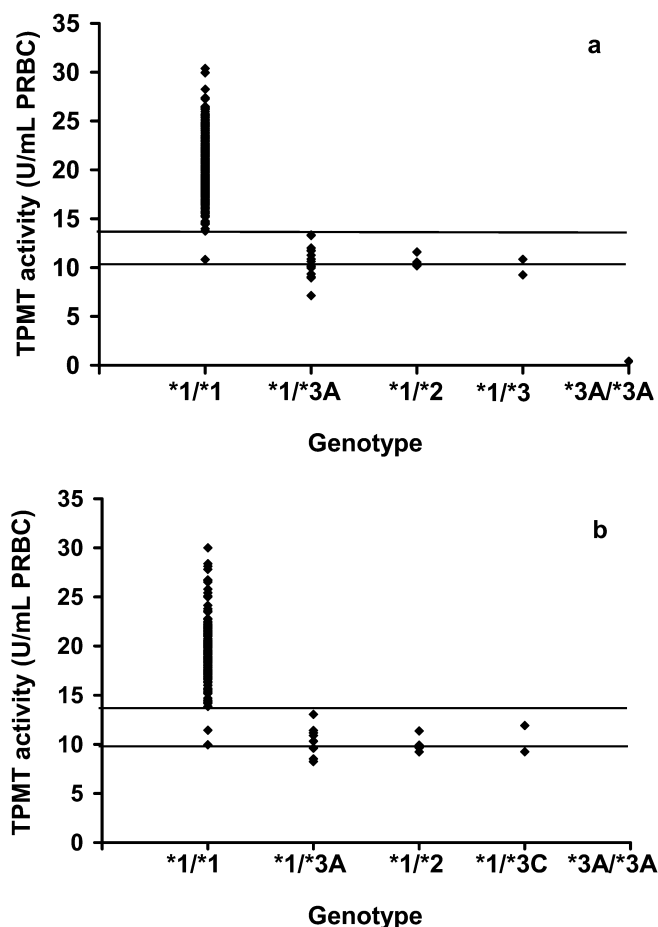 a
TPMT activity (U/mL PRBC)
35
30
25
20
15
10
5
0
*1/*1 *1/*3A *1/*2 *1/*3 *3A/*3A
Genotype
b
TPMT activity (U/mL PRBC)
35
30
25
20
15
10
5
0
*1/*1 *1/*3A *1/*2 *1/*3C *3A/*3A
Genotype